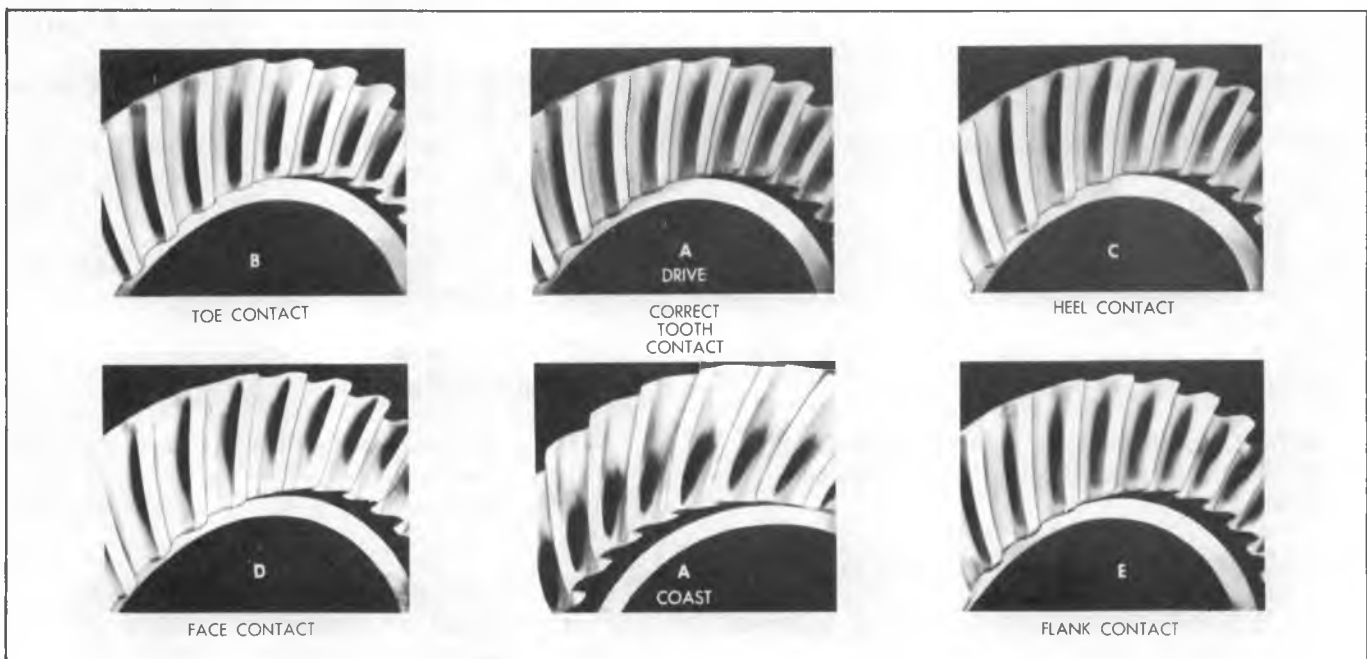 B
TOE CONTACT
A
DRIVE
CORRECT
TOOTH
CONTACT
C
HEEL CONTACT
D
FACE CONTACT
A
COAST
E
FLANK CONTACT